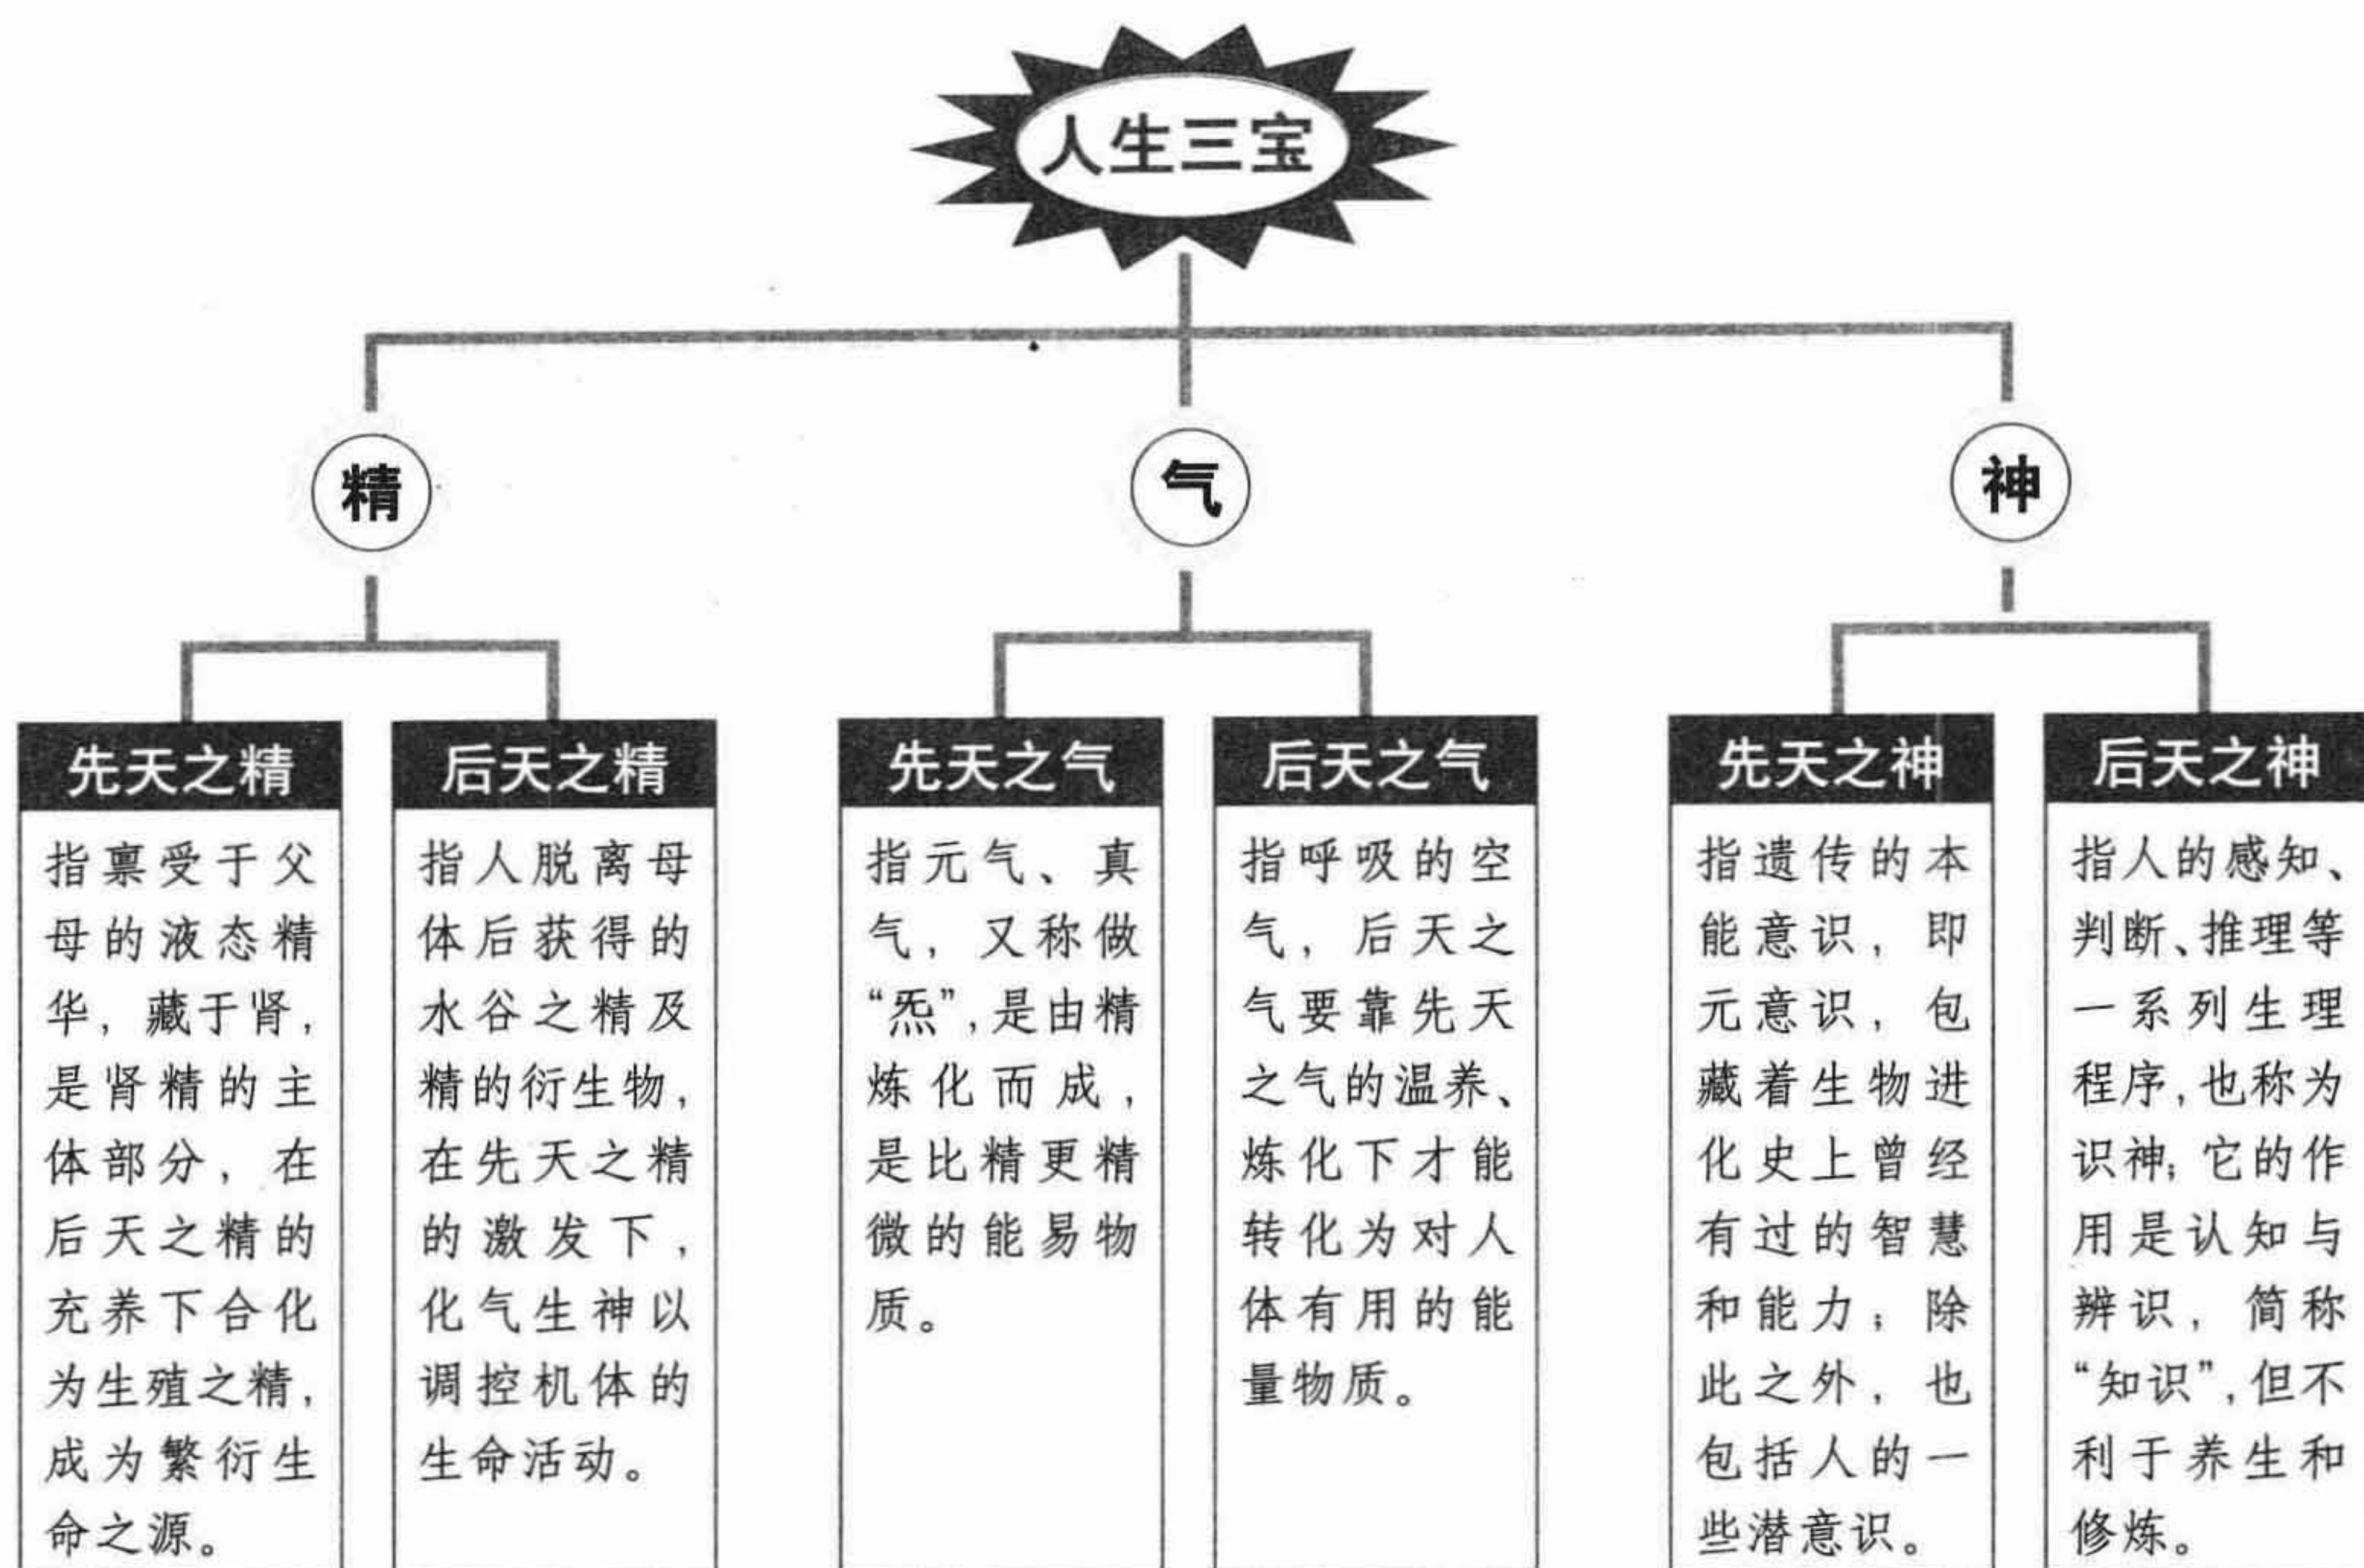 人生三宝
精
气
神
先天之精
指禀受于父
母的液态精
华，藏于肾，
是肾精的主
体部分，在
后天之精的
充养下合化
为生殖之精，
成为繁衍生
命之源。
后天之精
指人脱离母
体后获得的
水谷之精及
精的衍生物，
在先天之精
的激发下，
化气生神以
调控机体的
生命活动。
先天之气
指元气、真
气，又称做
“炁”，是由精
炼化而成，
是比精更精
微的能易物
质。
后天之气
指呼吸的空
气，后天之
气要靠先天
之气的温养、
炼化下才能
转化为对人
体有用的能
量物质。
先天之神
指遗传的本
能意识，即
元意识，包
藏着生物进
化史上曾经
有过的智慧
和能力；除
此之外，也
包括人的一
些潜意识。
后天之神
指人的感知、
判断、推理等
一系列生理
程序，也称为
识神；它的作
用是认知与
辨识，简称
“知识”，但不
利于养生和
修炼。